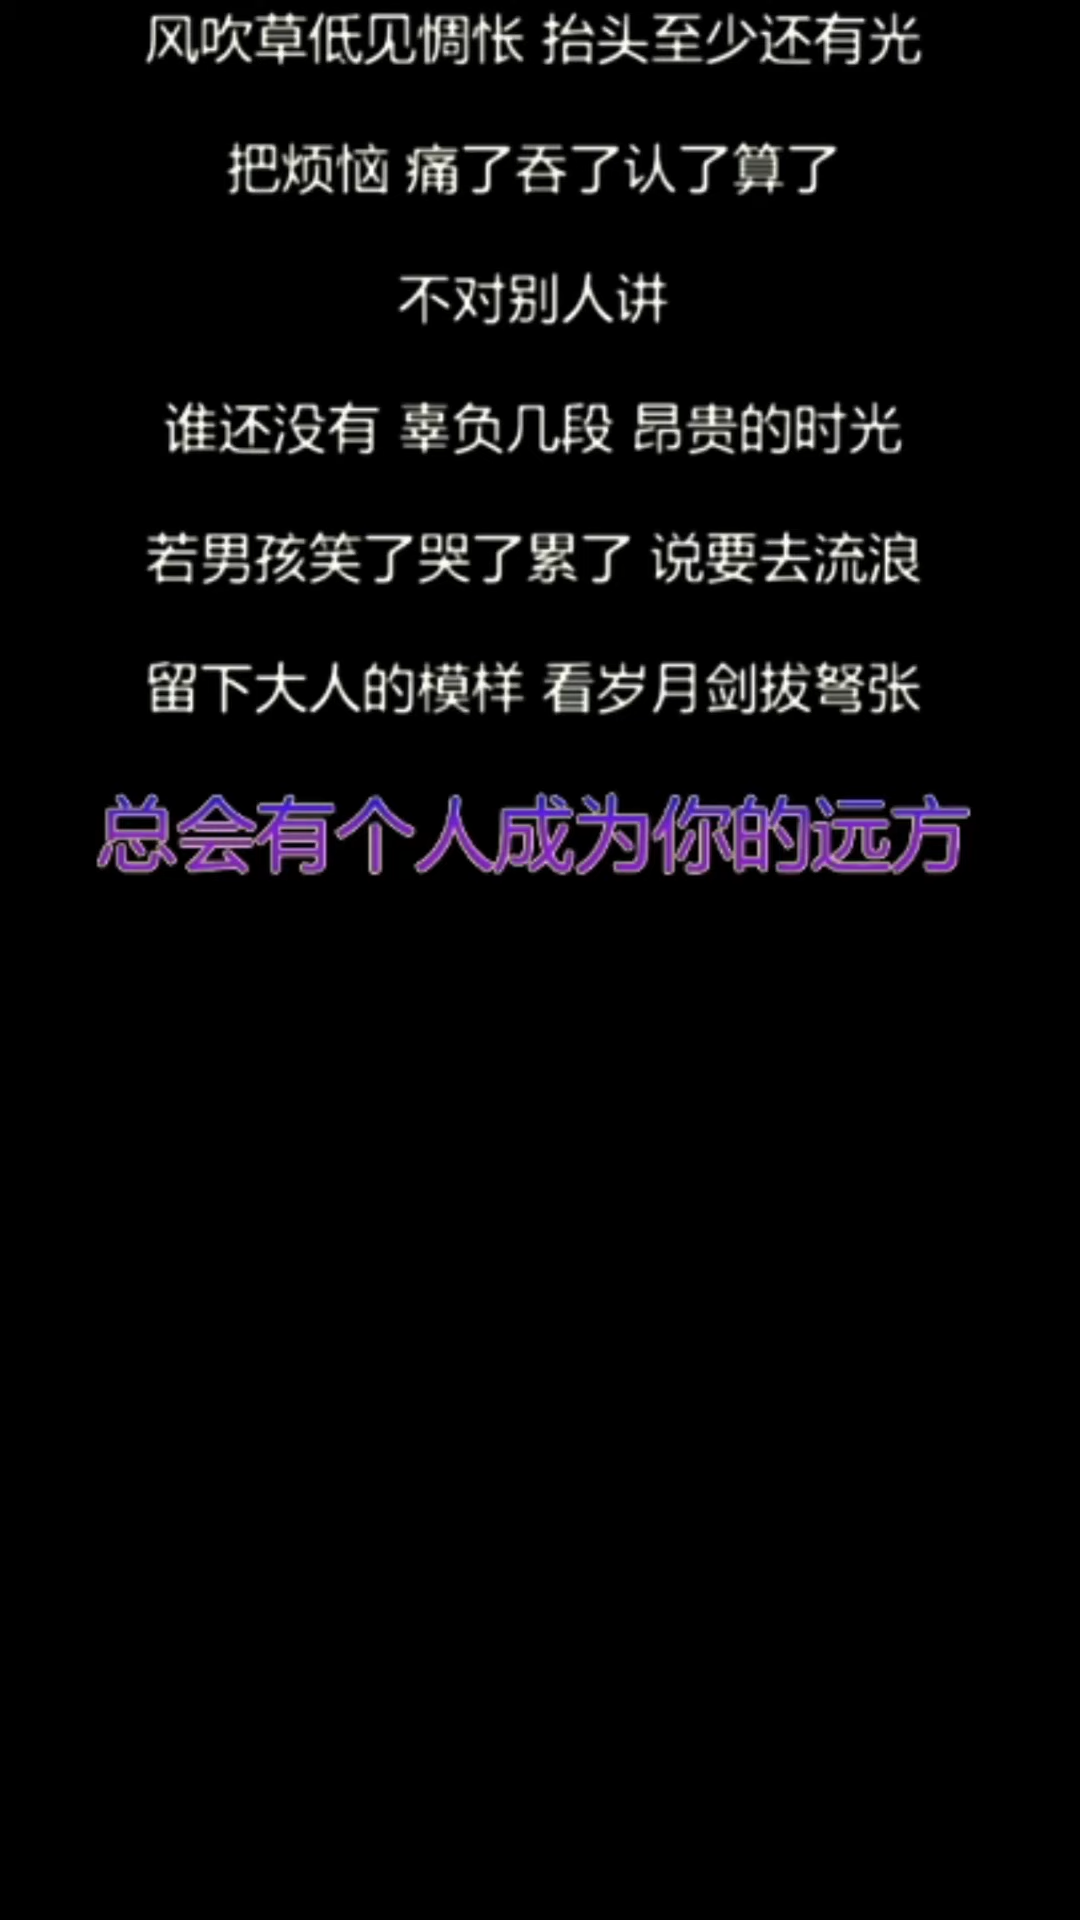 风吹草低见惆怅 抬头至少还有光
把烦恼 痛了吞了认了算了
不对别人讲
谁还没有 辜负几段 昂贵的时光
若男孩笑了哭了累了 说要去流浪
留下大人的模样 看岁月剑拔弩张
总会有个人成为你的远方